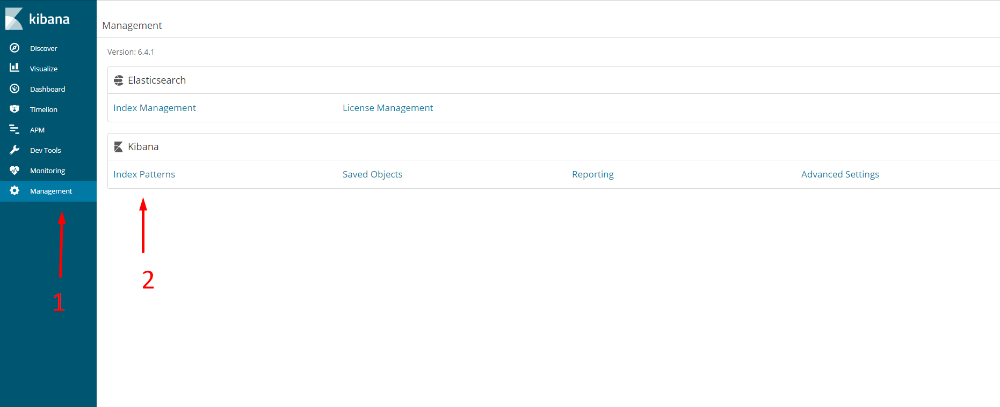 kibana
Discover
Visualize
Dashboard
Timelion
APM
Dev Tools
Monitoring
Management
1
Management
Version: 6.4.1
Elasticsearch
Index Management License Management
Kibana
Index Patterns Saved Objects Reporting Advanced Settings
2